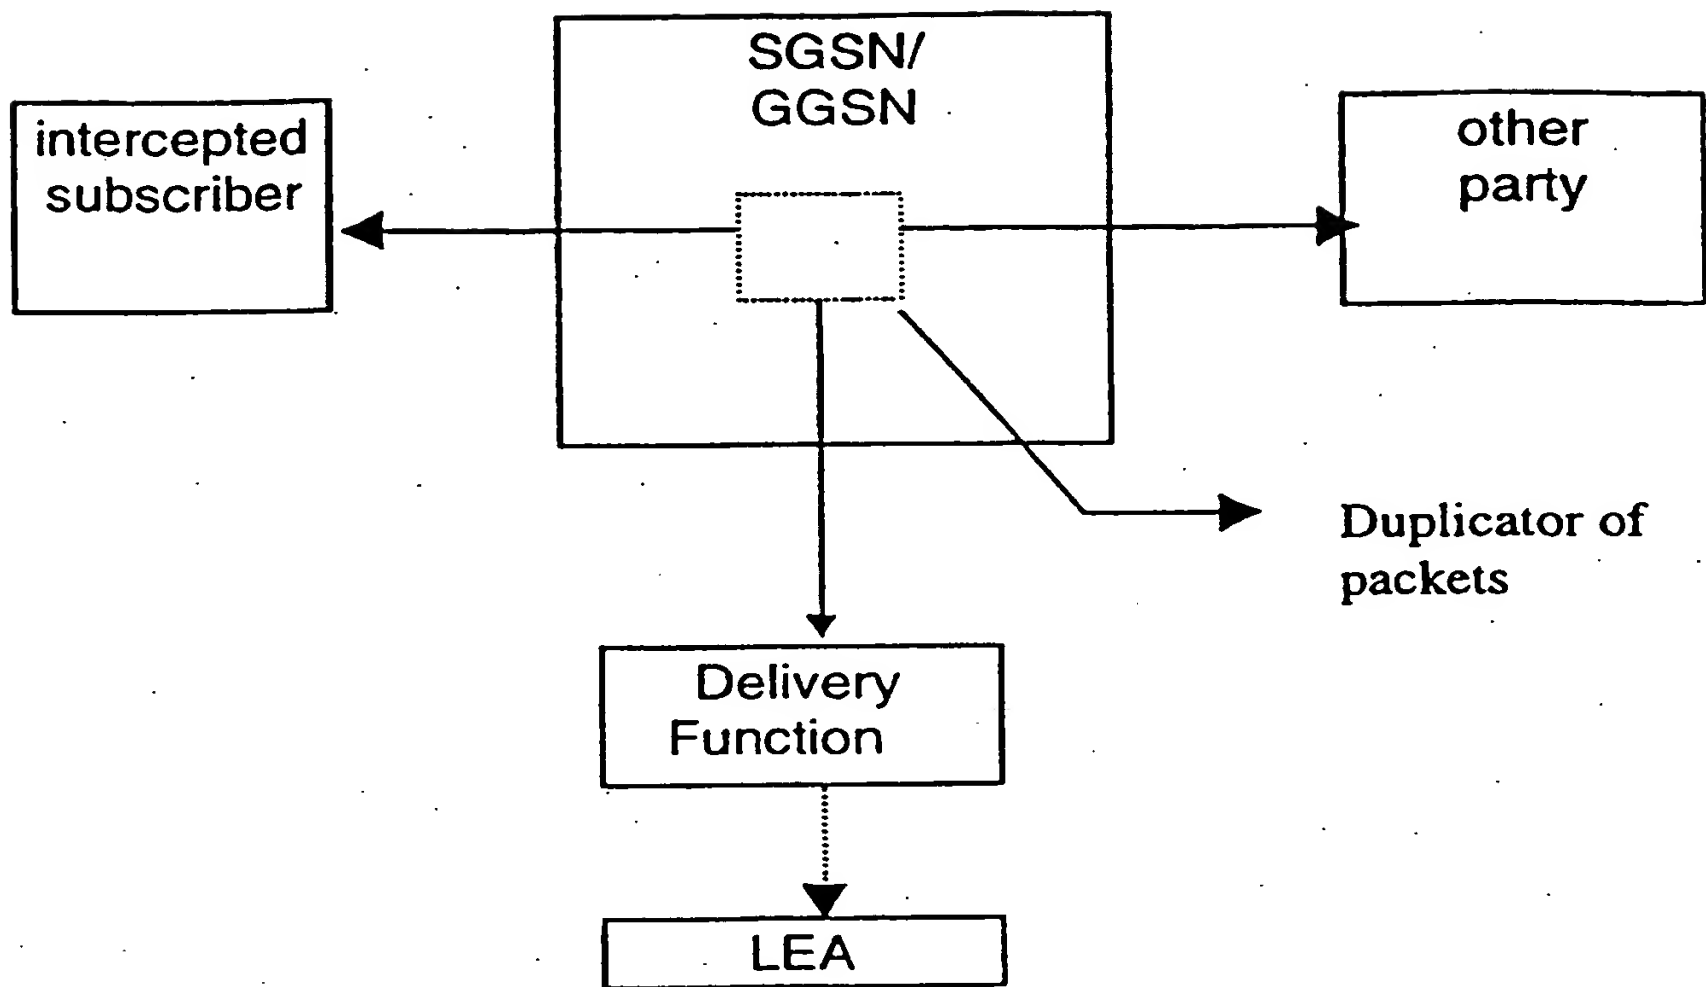 SGSN/
GGSN
intercepted
subscriber
other
party
Duplicator of
packets
Delivery
Function
LEA